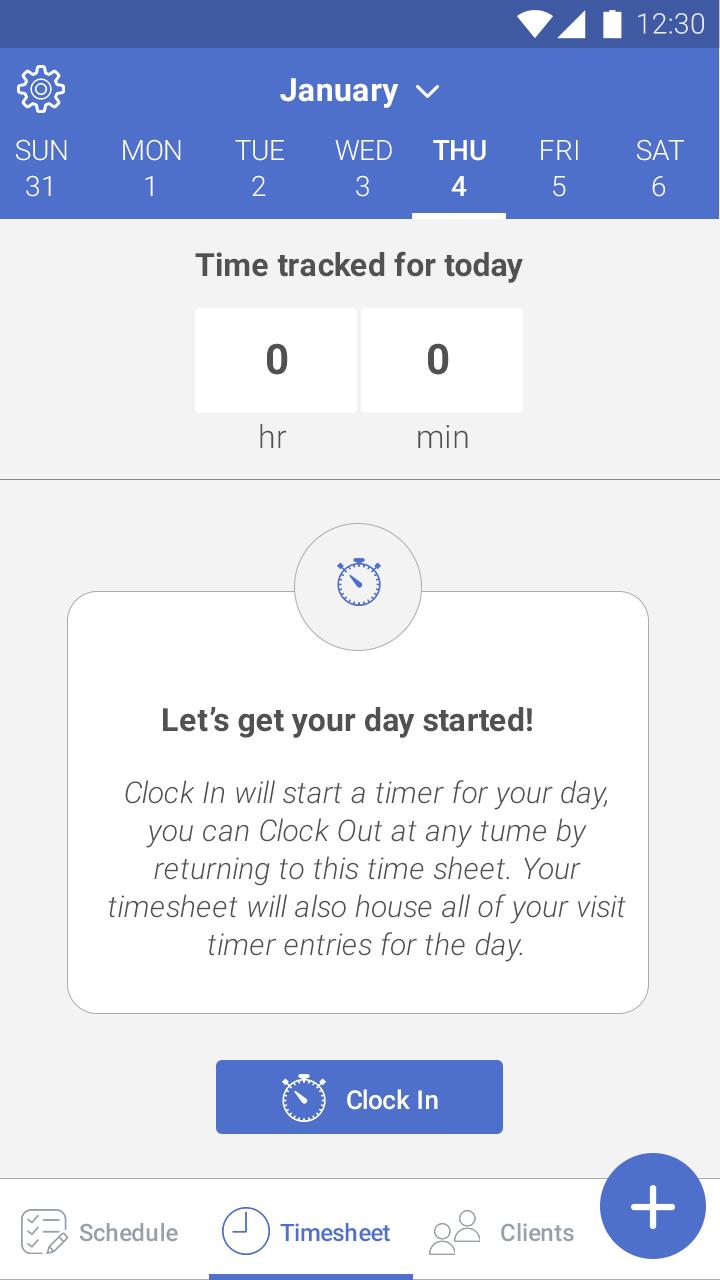 12:30
January
SUN MON TUE WED THU FRI SAT
31 1 2 3 4 5 6
Time tracked for today
0 0
hr min
Let’s get your day started!
Clock In will start a timer for your day,
you can Clock Out at any tume by
returning to this time sheet. Your
timesheet will also house all of your visit
timer entries for the day.
Clock In
Schedule Timesheet Clients